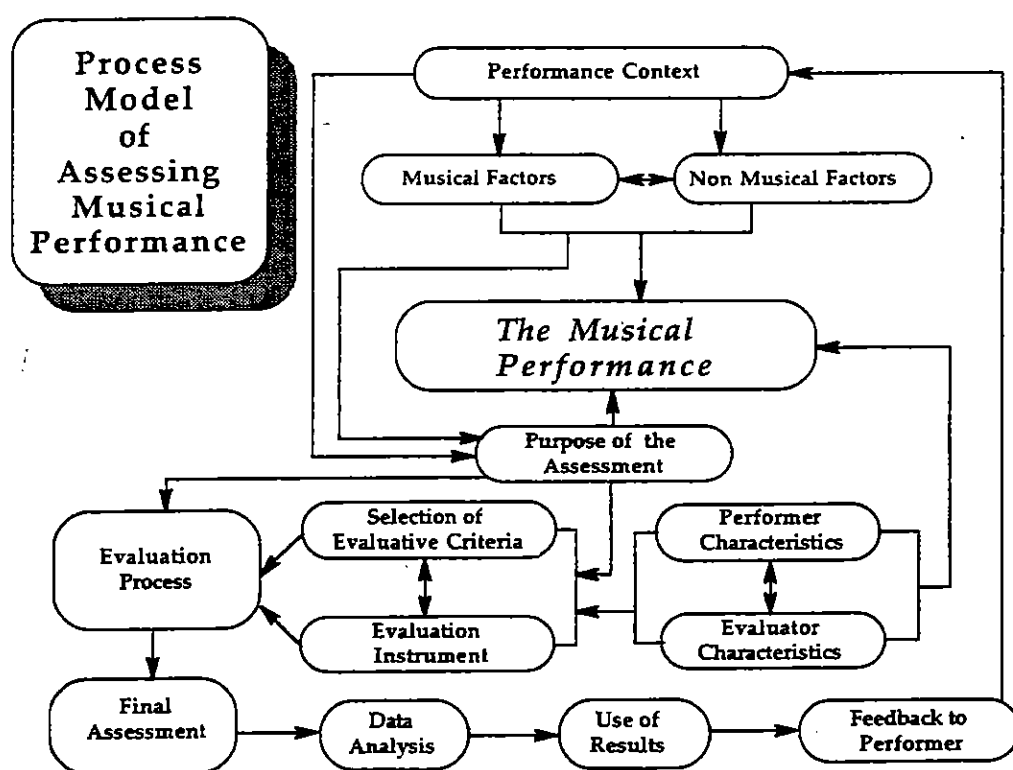 Process
Model
of
Assessing
Musical
Performance
Performance Context
Musical Factors
Non Musical Factors
The Musical
Performance
Purpose of the
Assessment
Evaluation
Process
Selection of
Evaluative Criteria
Evaluation
Instrument
Performer
Characteristics
Evaluator
Characteristics
Final
Assessment
Data
Analysis
Use of
Results
Feedback to
Performer